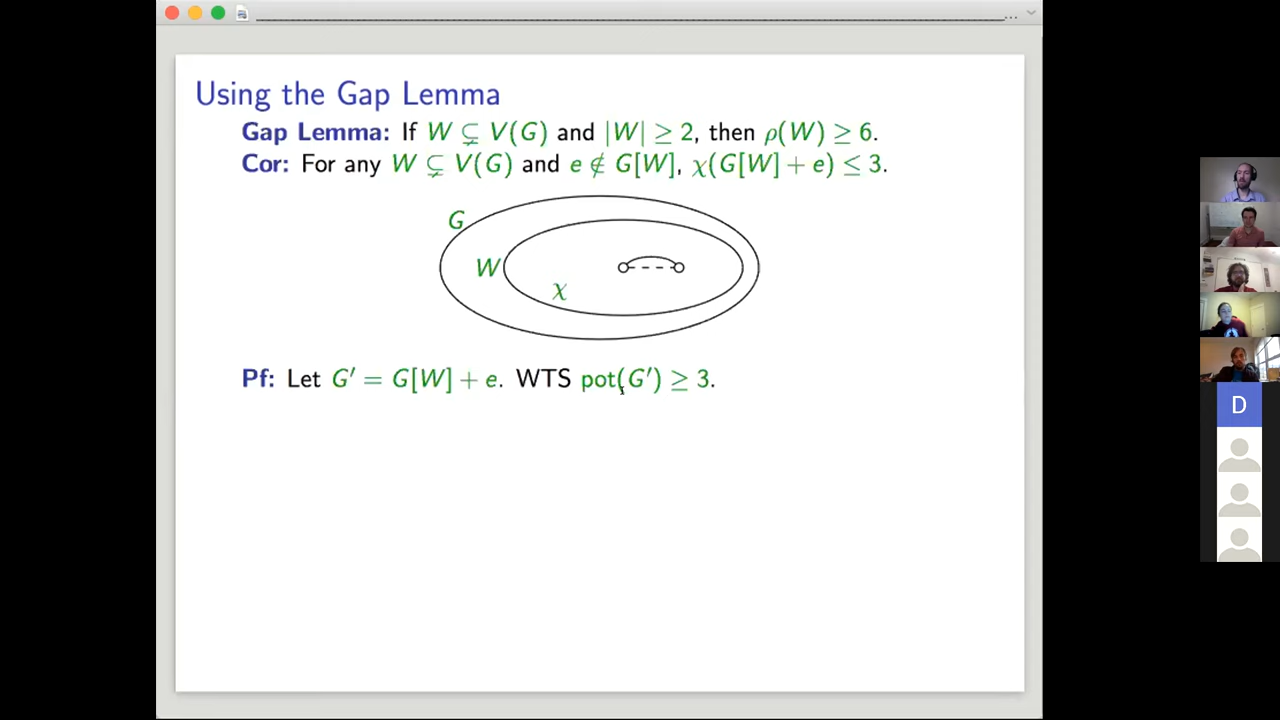 Using the Gap Lemma
Gap Lemma: If W ⊊ V(G) and |W| ≥ 2, then ρ(W) ≥ 6.
Cor: For any W ⊊ V(G) and e ∉ G[W], χ(G[W] + e) ≤ 3.
G
W
χ
Pf: Let G′ = G[W] + e. WTS pot(G′) ≥ 3.
D